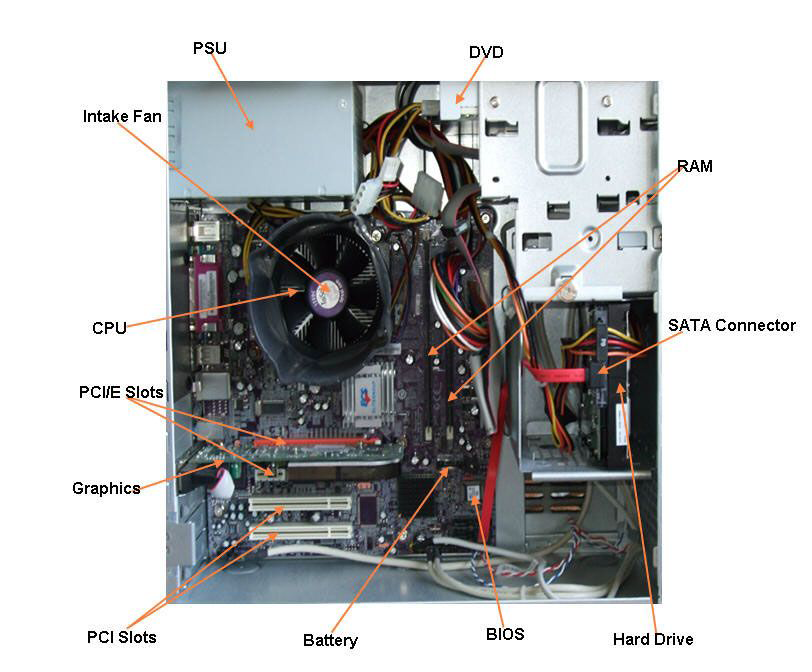 PSU
DVD
Intake Fan
RAM
CPU
SATA Connector
PCI/E Slots
Graphics
PCI Slots
Battery
BIOS
Hard Drive